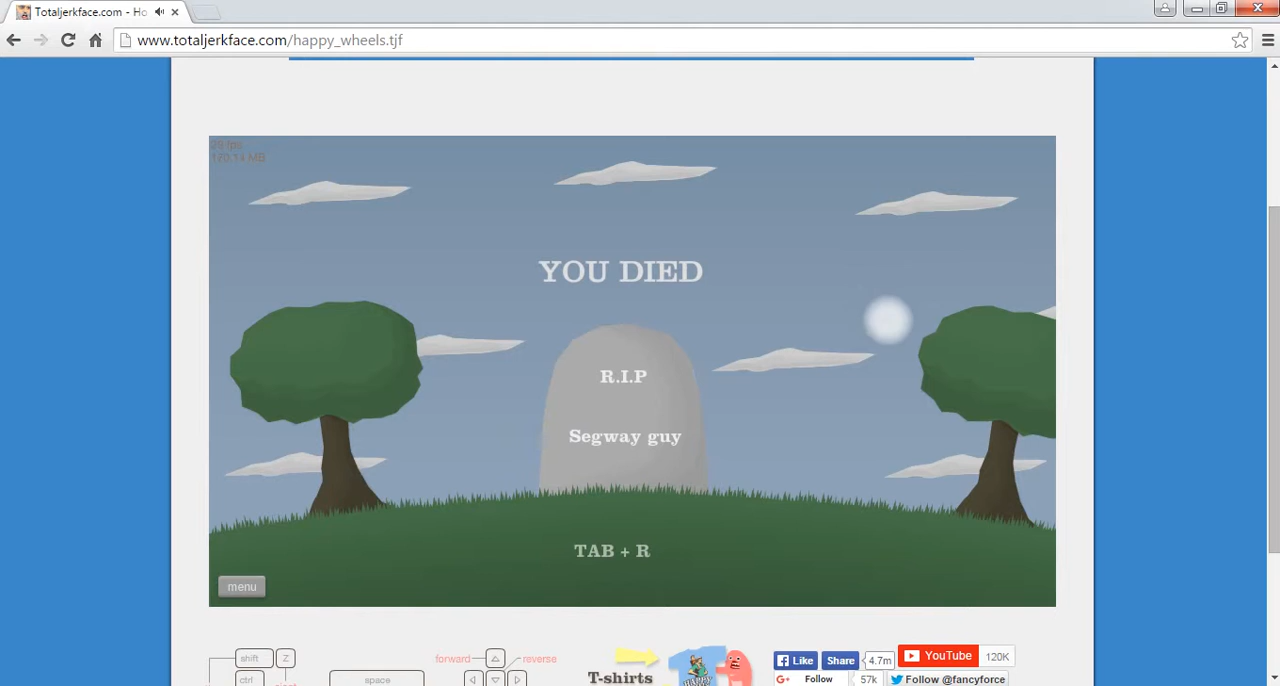 Totaljerkface.com - Ho
www.totaljerkface.com/happy_wheels.tjf
YOU DIED
R.I.P
Segway guy
TAB + R
menu
shift Z
forward reverse
ctrl
space
T-shirts
Like Share 4.7m YouTube 120K
Follow 57k Follow @fancyforce